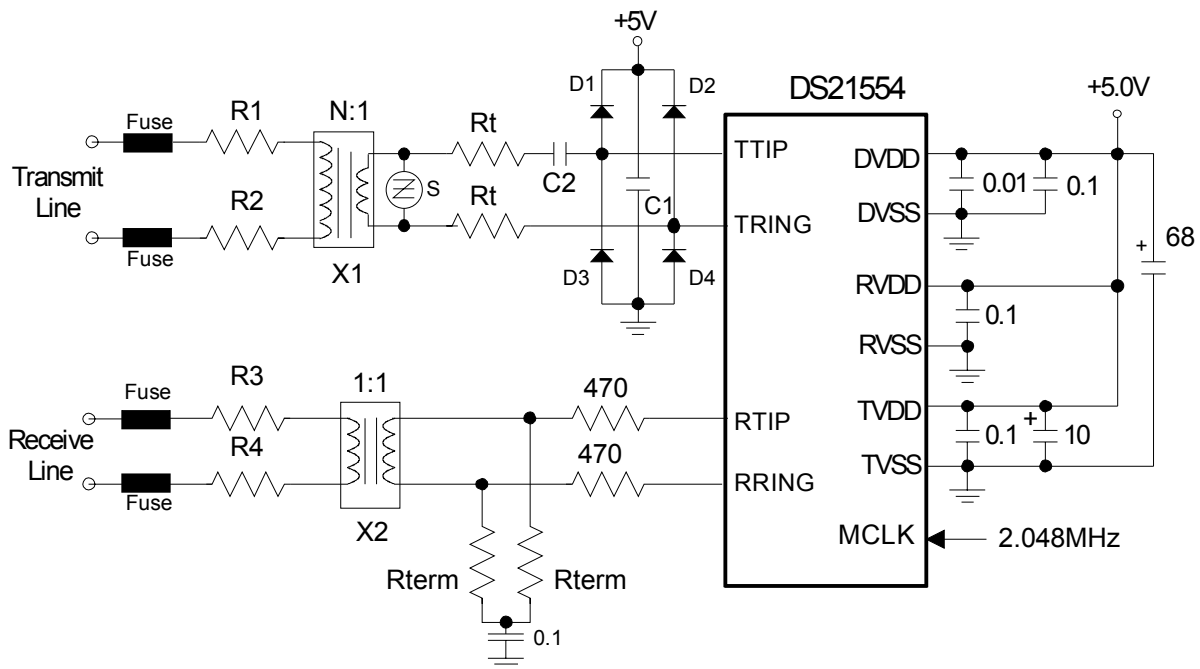 +5V
D1
D2
DS21554
+5.0V
Fuse
R1
N:1
Rt
TTIP
DVDD
C2
0.01
0.1
Transmit
Line
S
C1
R2
Rt
TRING
DVSS
68
+
Fuse
X1
D3
D4
RVDD
0.1
RVSS
Fuse
R3
1:1
470
TVDD
Receive
Line
R4
RTIP
0.1
+
10
470
TVSS
Fuse
RRING
X2
MCLK
2.048MHz
Rterm
Rterm
0.1